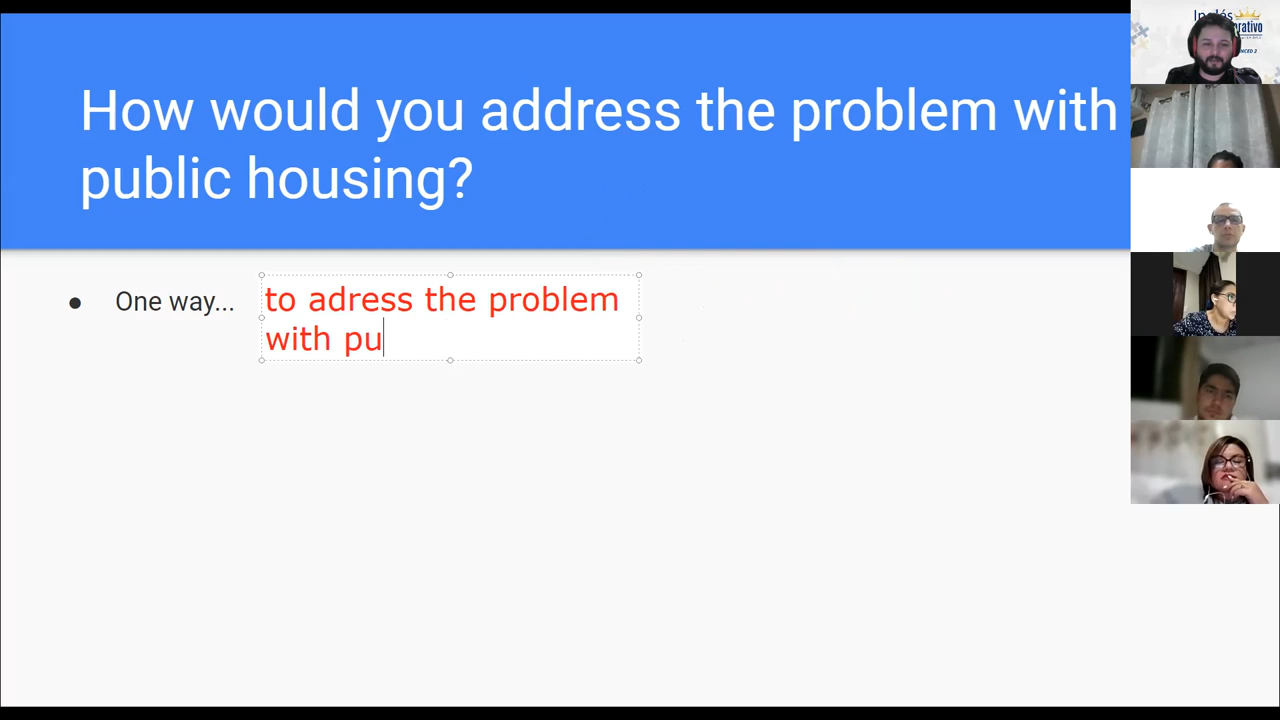 How would you address the problem with
public housing?
● One way... to adress the problem
with pu